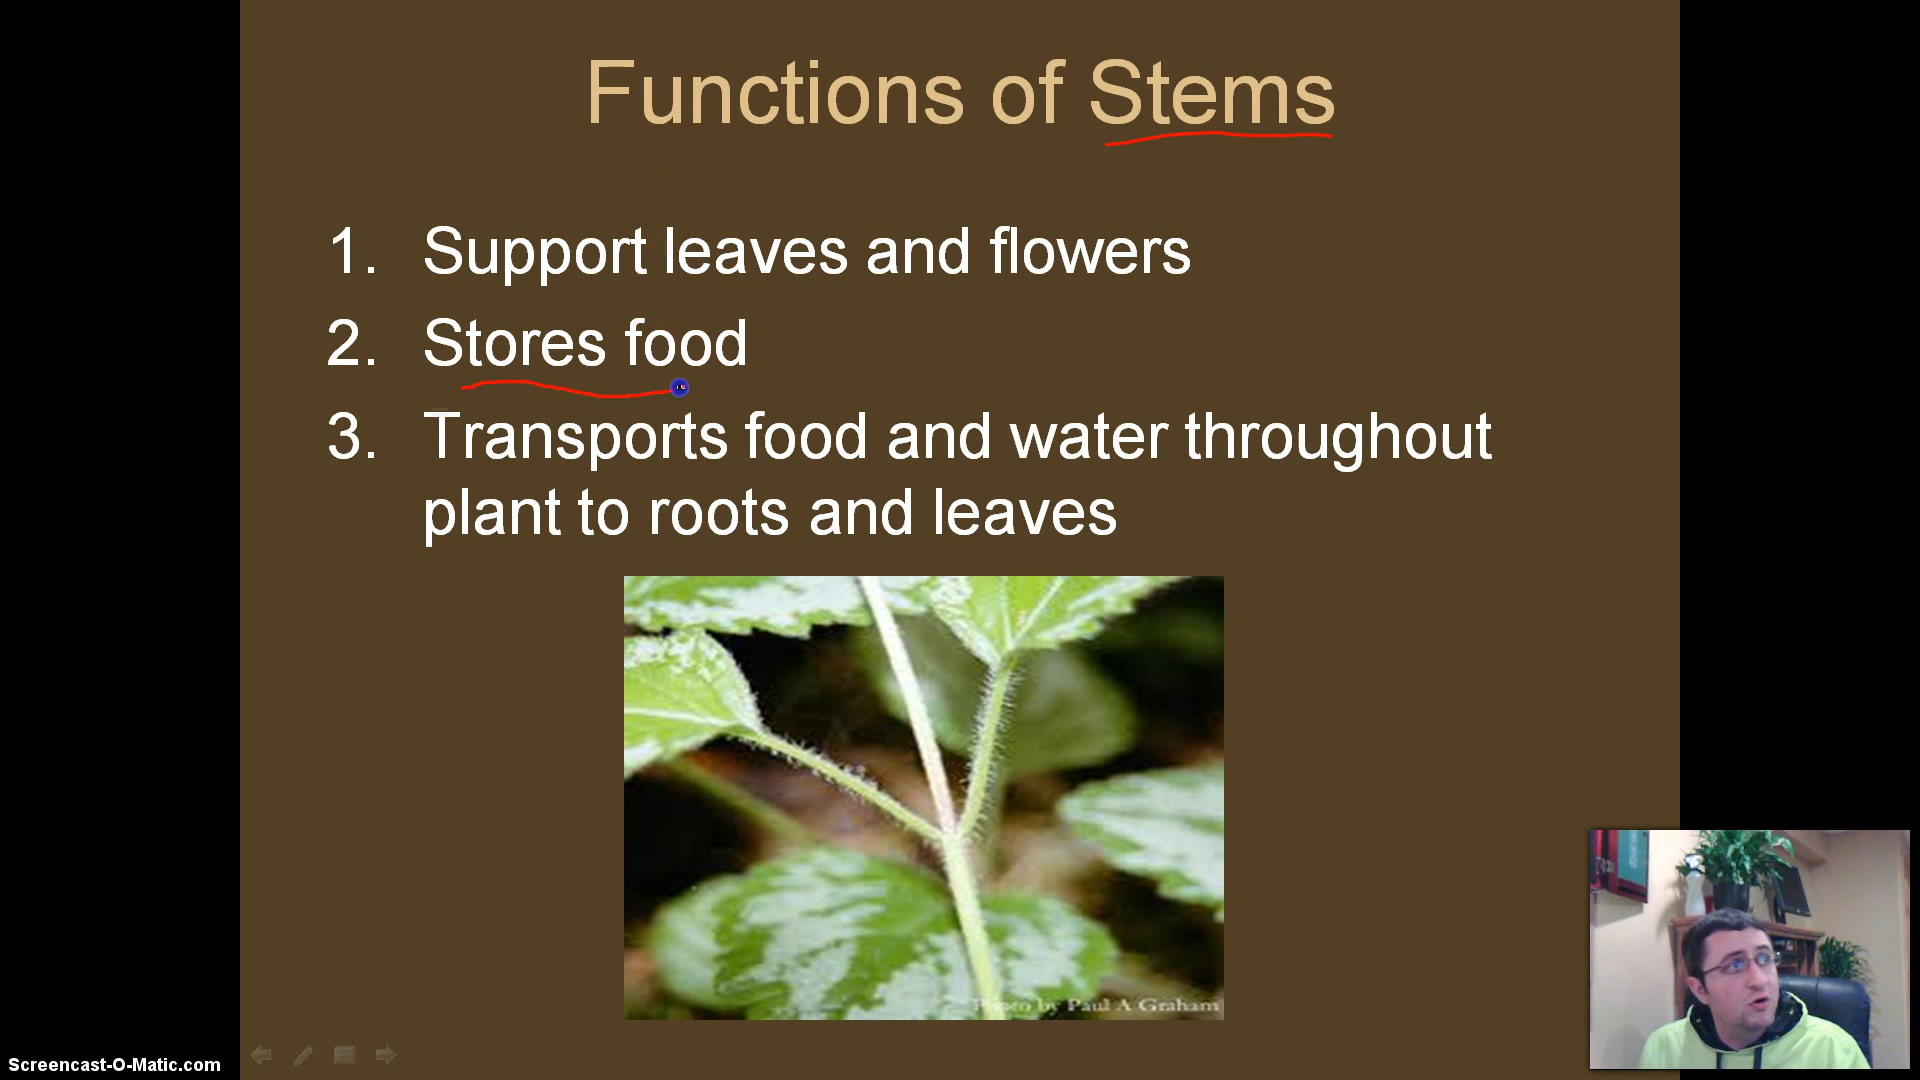 Functions of Stems
1. Support leaves and flowers
2. Stores food
3. Transports food and water throughout
plant to roots and leaves
Photo by Paul A Graham
Screencast-O-Matic.com